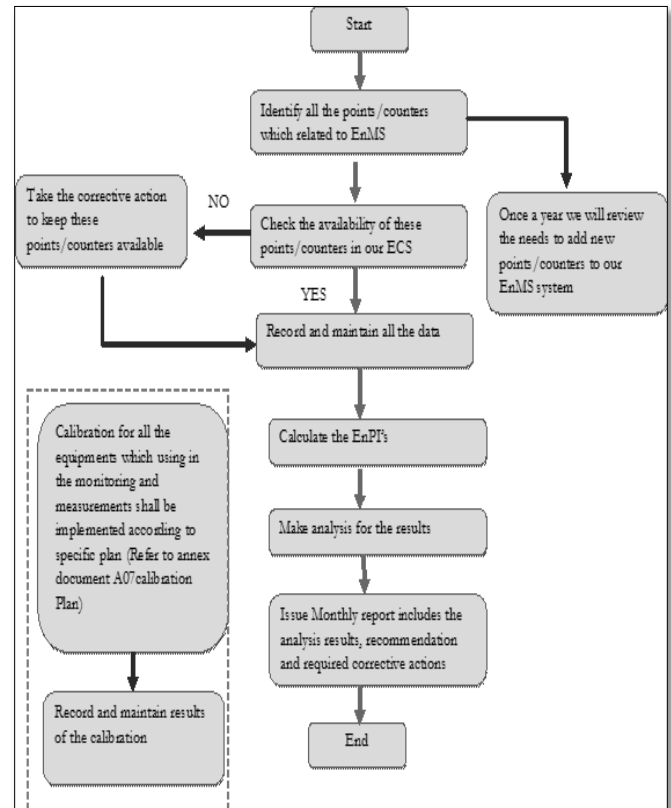 Start
Identify all the points/counters
which related to EnMS
Take the corrective action
to keep these
points/counters available
NO
Check the availability of these
points/counters in our ECS
Once a year we will review
the needs to add new
points/counters to our
EnMS system
YES
Record and maintain all the data
Calibration for all the
equipments which using in
the monitoring and
measurements shall be
implemented according to
specific plan (Refer to annex
document A07calibration
Plan)
Calculate the EnPI's
Make analysis for the results
Issue Monthly report includes the
analysis results, recommendation
and required corrective actions
Record and maintain results
of the calibration
End